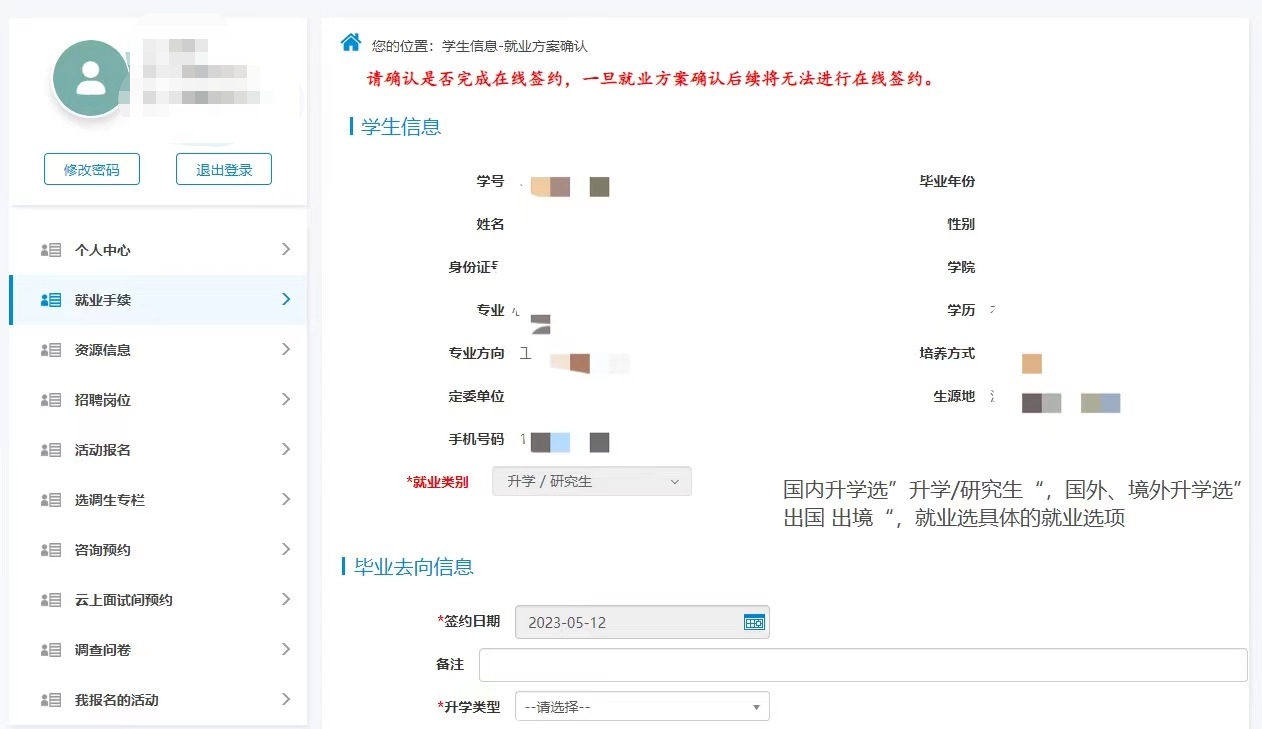 您的位置：学生信息-就业方案确认
请确认是否完成在线签约，一旦就业方案确认后续将无法进行在线签约。
修改密码
退出登录
个人中心
就业手续
资源信息
招聘岗位
活动报名
选调生专栏
咨询预约
云上面试间预约
调查问卷
我报名的活动
学生信息
学号
毕业年份
姓名
性别
身份证号
学院
专业
学历
专业方向 工
培养方式
定委单位
生源地
手机号码 1
*就业类别 升学 / 研究生
国内升学选”升学/研究生“，国外、境外升学选”
出国 出境“，就业选具体的就业选项
毕业去向信息
*签约日期 2023-05-12
备注
*升学类型 --请选择--